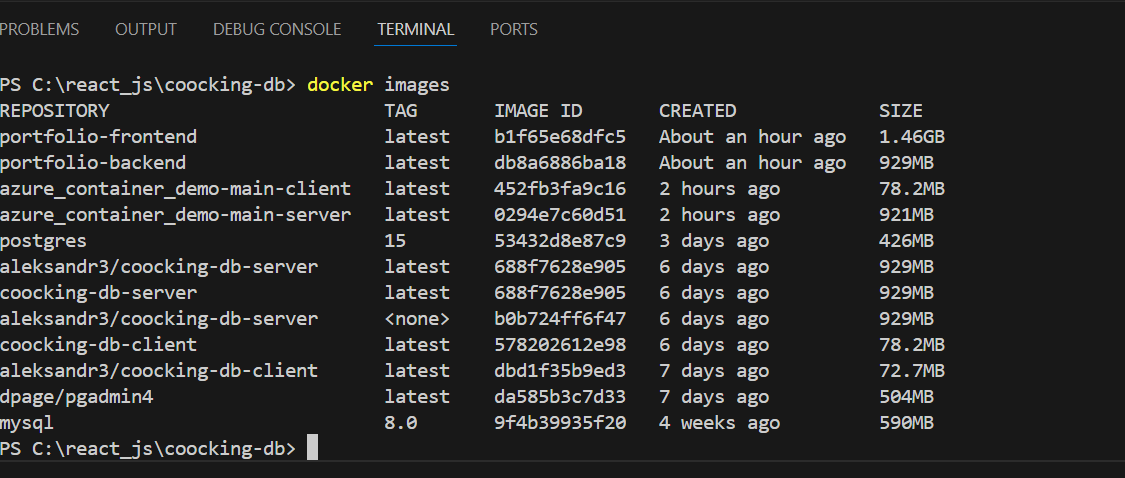 PROBLEMS OUTPUT DEBUG CONSOLE TERMINAL PORTS
PS C:\react_js\coocking-db> docker images
REPOSITORY TAG IMAGE ID CREATED SIZE
portfolio-frontend latest b1f65e68dfc5 About an hour ago 1.46GB
portfolio-backend latest db8a6886ba18 About an hour ago 929MB
azure_container_demo-main-client latest 452fb3fa9c16 2 hours ago 78.2MB
azure_container_demo-main-server latest 0294e7c60d51 2 hours ago 921MB
postgres 15 53432d8e87c9 3 days ago 426MB
aleksandr3/coocking-db-server latest 688f7628e905 6 days ago 929MB
coocking-db-server latest 688f7628e905 6 days ago 929MB
aleksandr3/coocking-db-server <none> b0b724ff6f47 6 days ago 929MB
coocking-db-client latest 578202612e98 6 days ago 78.2MB
aleksandr3/coocking-db-client latest dbd1f35b9ed3 7 days ago 72.7MB
dpage/pgadmin4 latest da585b3c7d33 7 days ago 504MB
mysql 8.0 9f4b39935f20 4 weeks ago 590MB
PS C:\react_js\coocking-db>